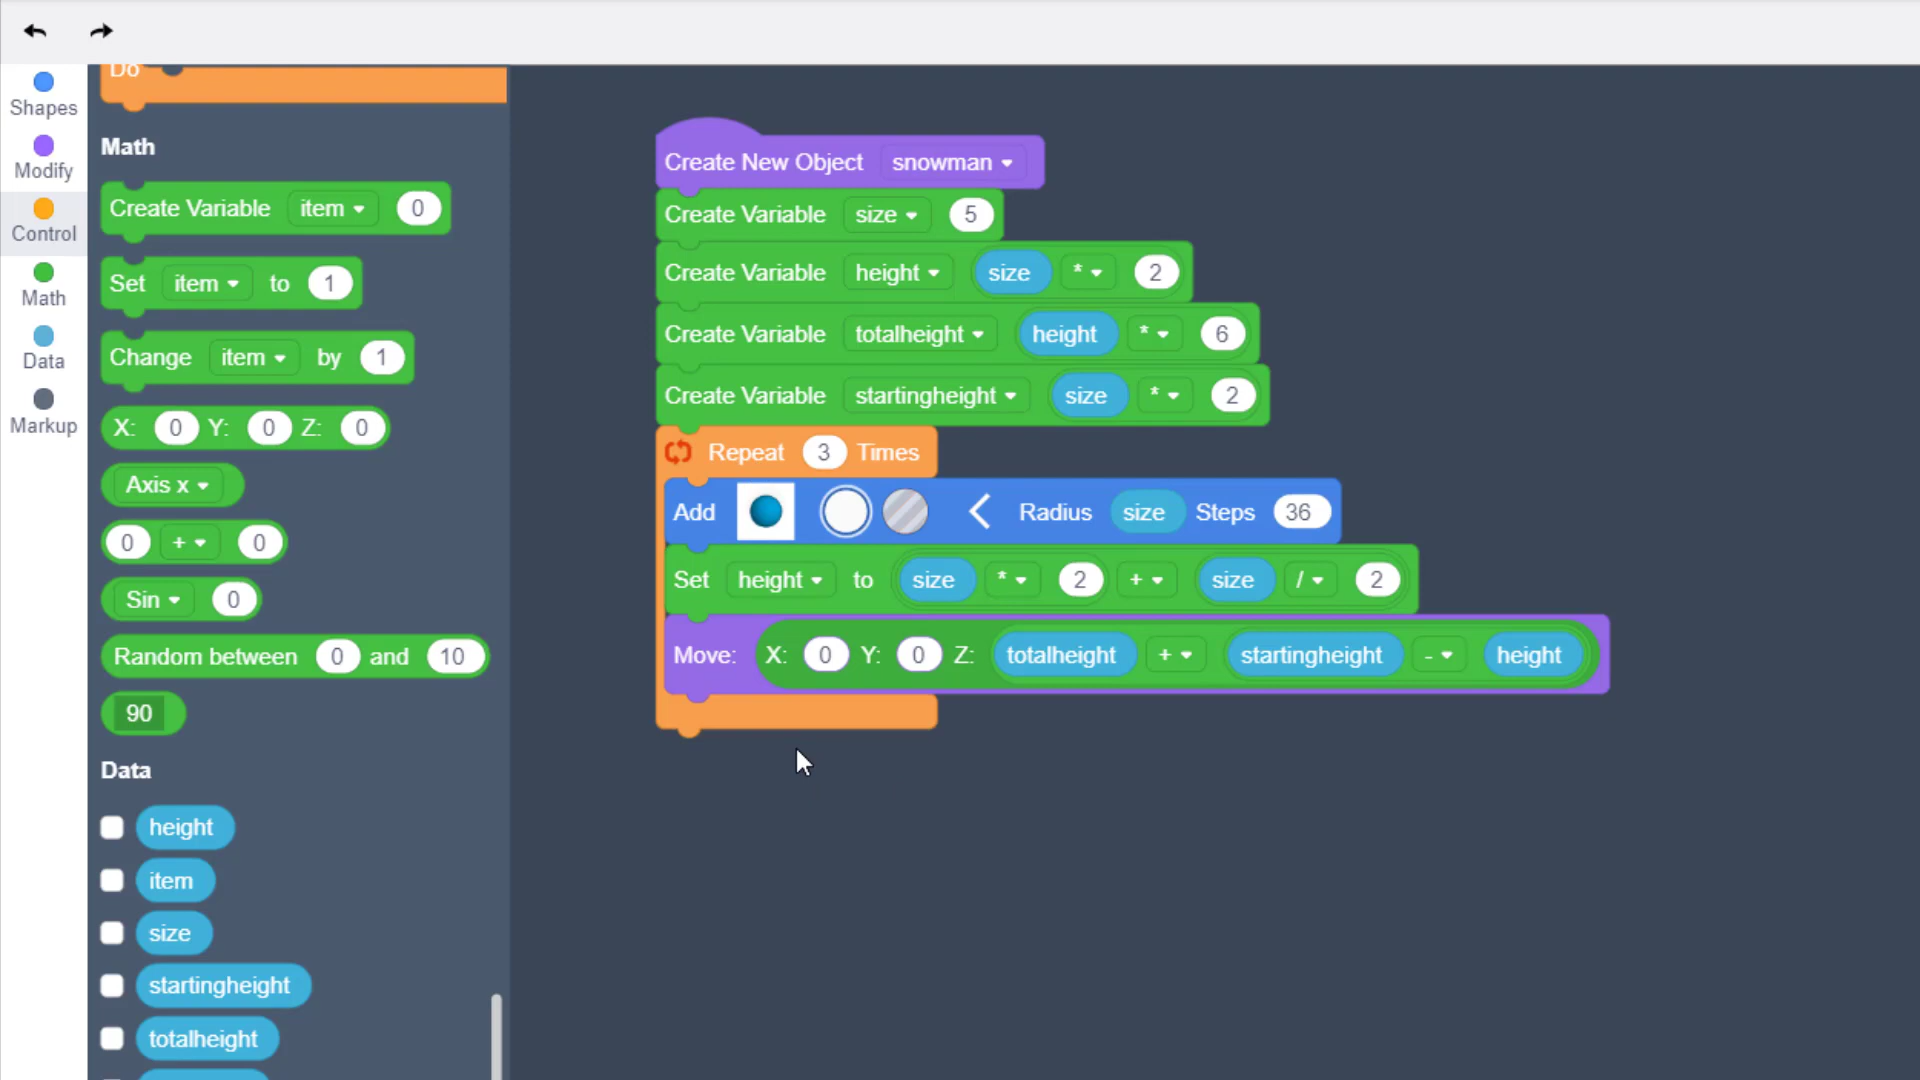 Shapes
Modify
Control
Math
Data
Markup
Do
Math
Create Variable item 0
Set item to 1
Change item by 1
X: 0 Y: 0 Z: 0
Axis x
0 + 0
Sin 0
Random between 0 and 10
90
Data
height
item
size
startingheight
totalheight
Create New Object snowman
Create Variable size 5
Create Variable height size * 2
Create Variable totalheight height * 6
Create Variable startingheight size * 2
Repeat 3 Times
Add Radius size Steps 36
Set height to size * 2 + size / 2
Move: X: 0 Y: 0 Z: totalheight + startingheight - height